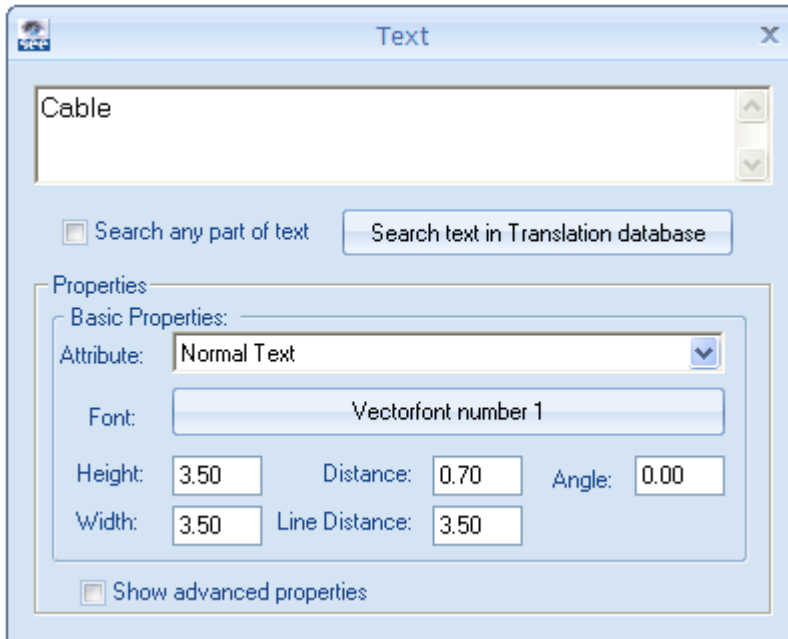 see
Text
x
Cable
Search any part of text
Search text in Translation database
Properties
Basic Properties:
Attribute: Normal Text
Font: Vectorfont number 1
Height: 3.50 Distance: 0.70 Angle: 0.00
Width: 3.50 Line Distance: 3.50
Show advanced properties